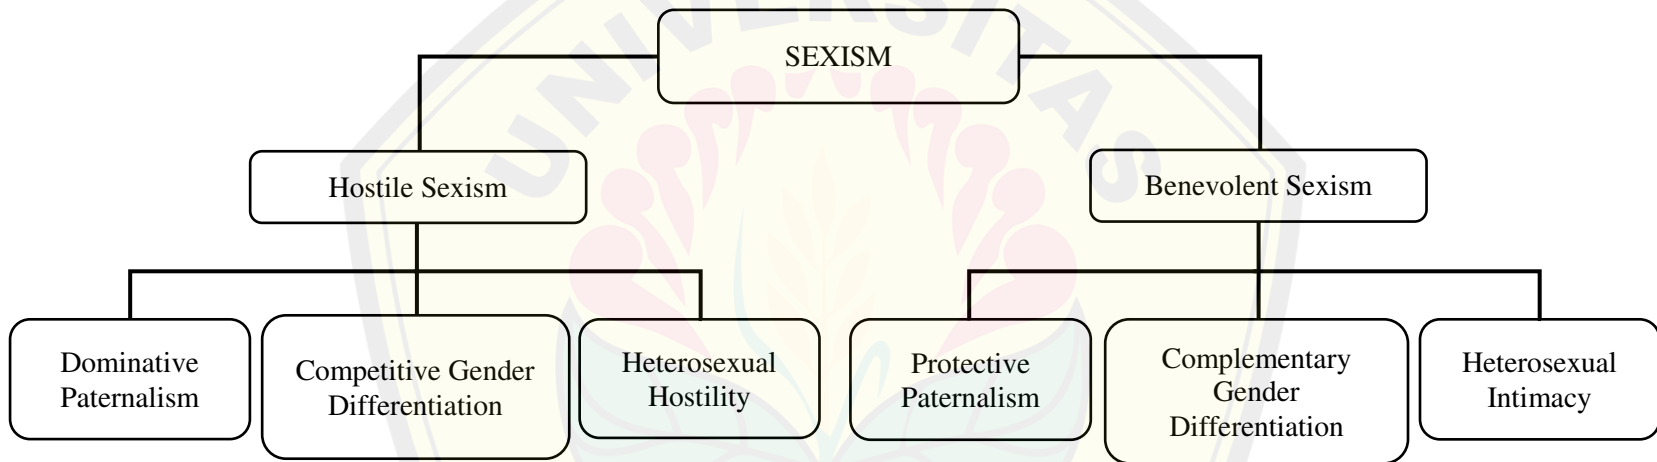 UNIVERSITAS
SEXISM
Hostile Sexism
Benevolent Sexism
Dominative
Paternalism
Competitive Gender
Differentiation
Heterosexual
Hostility
Protective
Paternalism
Complementary
Gender
Differentiation
Heterosexual
Intimacy